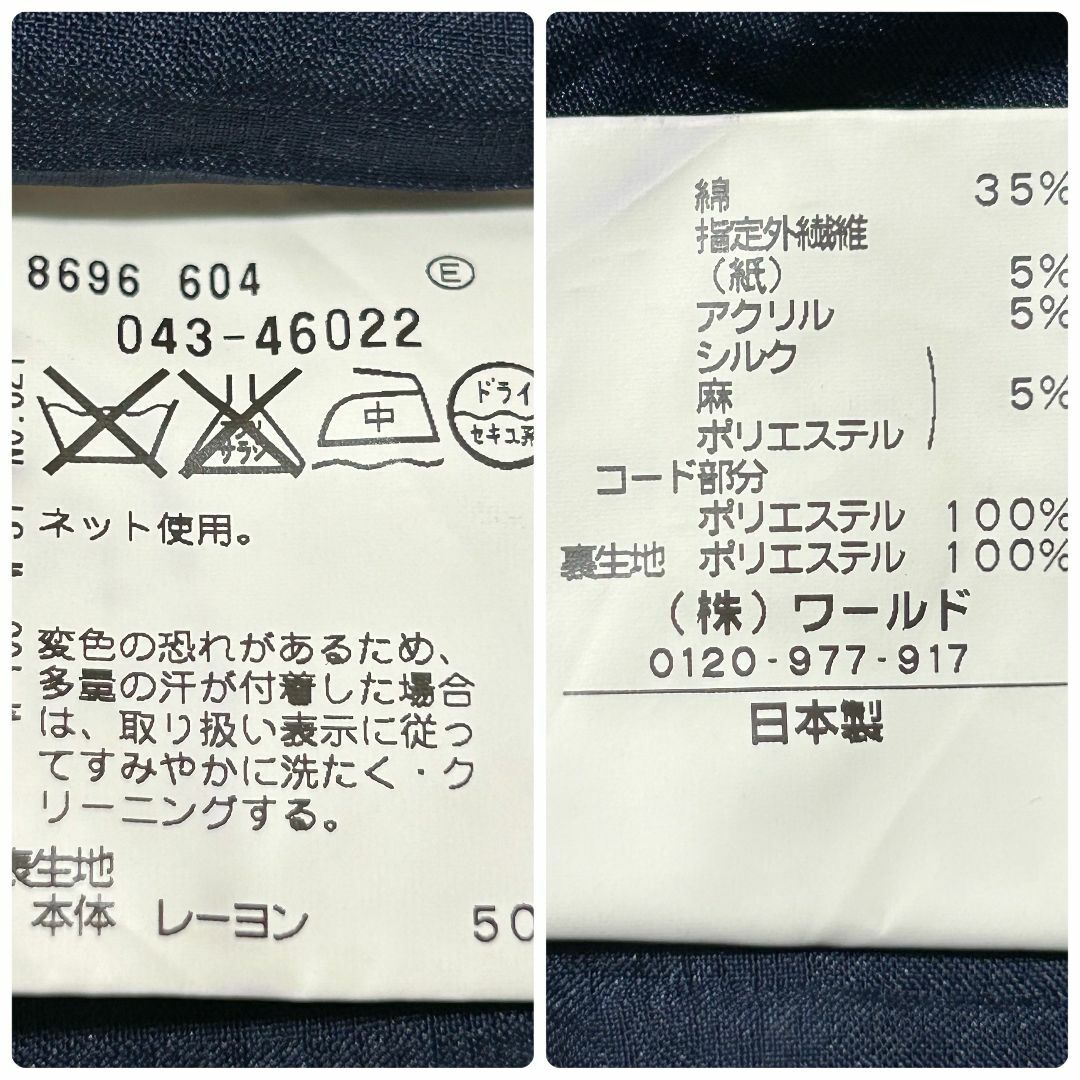 8696 604 Ⓔ
043-46022
サラシ
中
ドライ
セキユ系
ネット使用。
変色の恐れがあるため、
多量の汗が付着した場合
は、取り扱い表示に従っ
てすみやかに洗たく・ク
リーニングする。
表生地
本体 レーヨン 50
綿 35%
指定外繊維
(紙) 5%
アクリル 5%
シルク
麻 5%
ポリエステル
コード部分
ポリエステル 100%
裏生地 ポリエステル 100%
(株)ワールド
0120-977-917
日本製